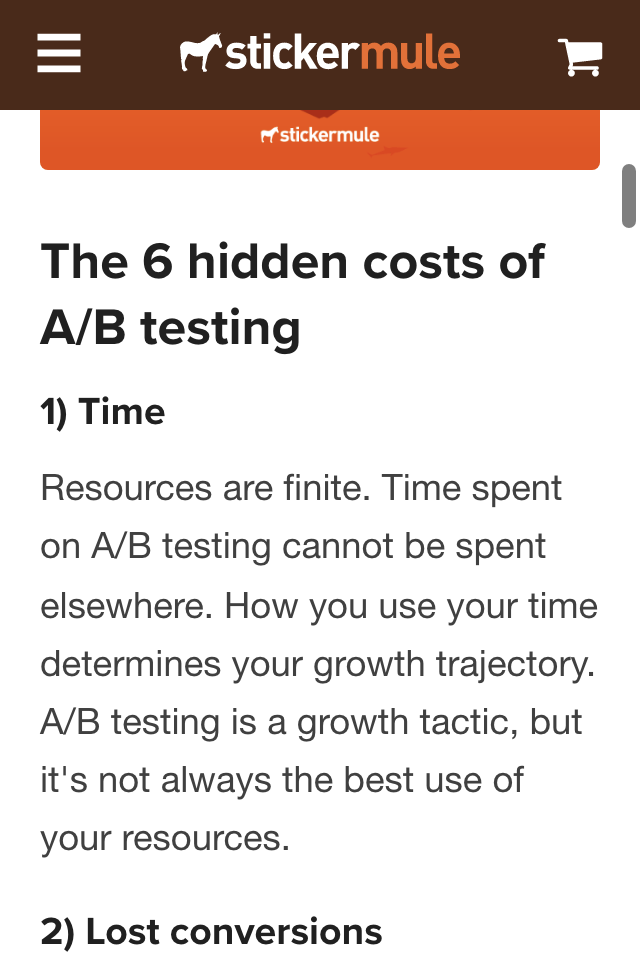 stickermule
stickermule
The 6 hidden costs of
A/B testing
1) Time
Resources are finite. Time spent
on A/B testing cannot be spent
elsewhere. How you use your time
determines your growth trajectory.
A/B testing is a growth tactic, but
it's not always the best use of
your resources.
2) Lost conversions